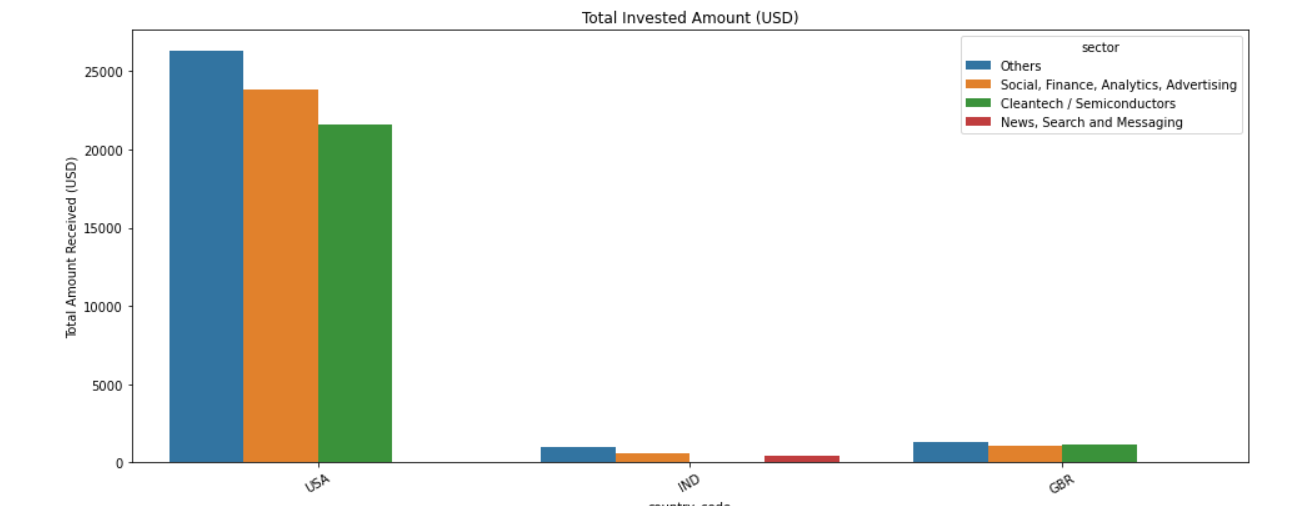 Total Invested Amount (USD)
sector
Others
Social, Finance, Analytics, Advertising
Cleantech / Semiconductors
News, Search and Messaging
Total Amount Received (USD)
25000
20000
15000
10000
5000
0
USA
IND
GBR
country_code